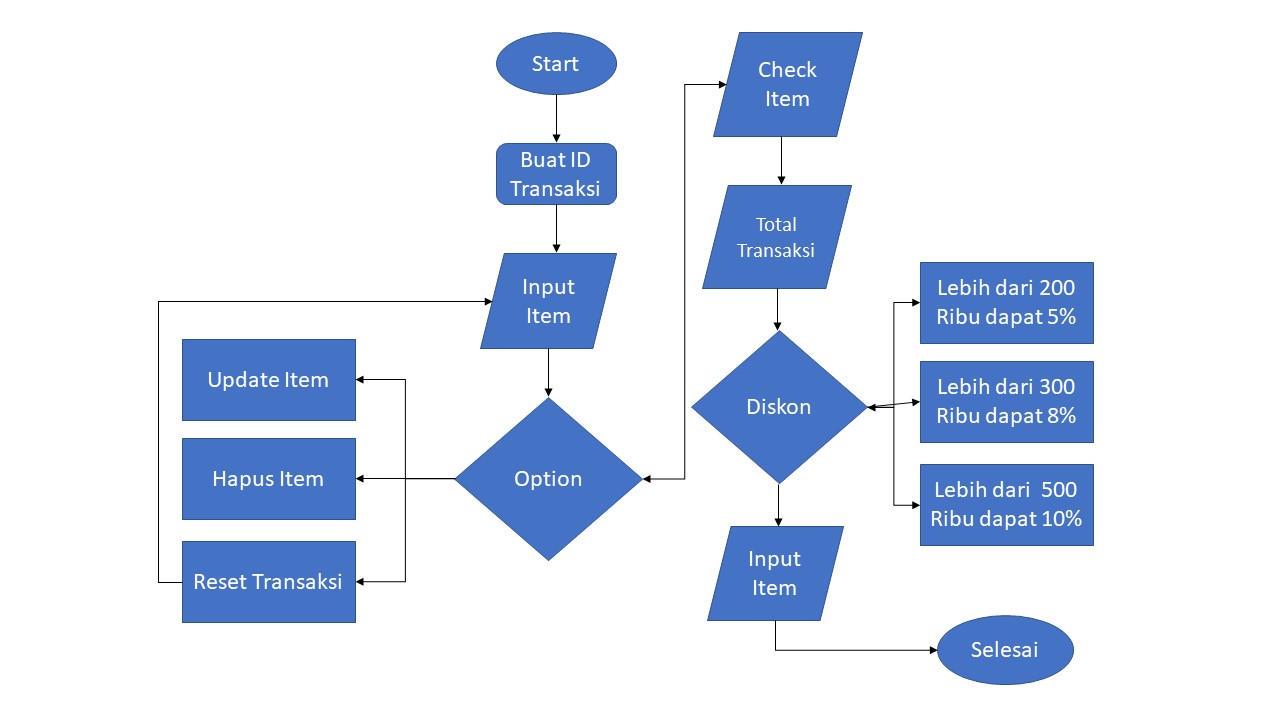 Start
Buat ID
Transaksi
Input
Item
Option
Update Item
Hapus Item
Reset Transaksi
Check
Item
Total
Transaksi
Diskon
Lebih dari 200
Ribu dapat 5%
Lebih dari 300
Ribu dapat 8%
Lebih dari  500
Ribu dapat 10%
Input
Item
Selesai